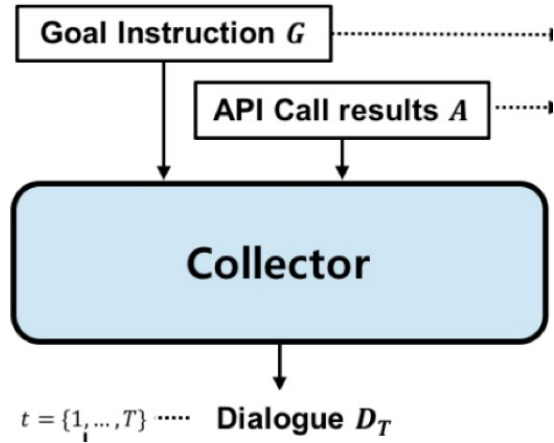 Goal Instruction G
API Call results A
Collector
t = {1, ... , T} Dialogue D_T